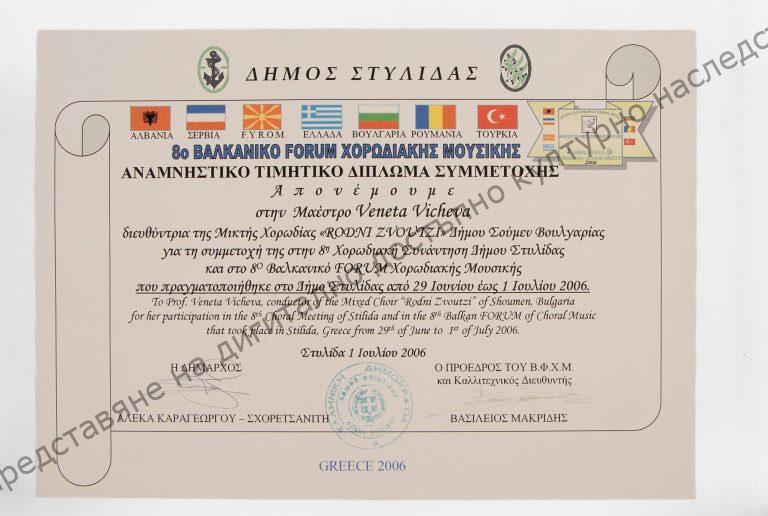 ΔΗΜΟΣ ΣΤΥΛΙΔΑΣ
ΑΛΒΑΝΙΑ ΣΕΡΒΙΑ F.Y.R.O.M. ΕΛΛΑΔΑ ΒΟΥΛΓΑΡΙΑ ΡΟΥΜΑΝΙΑ ΤΟΥΡΚΙΑ
8ο ΒΑΛΚΑΝΙΚΟ FORUM ΧΟΡΩΔΙΑΚΗΣ ΜΟΥΣΙΚΗΣ
2006
ΑΝΑΜΝΗΣΤΙΚΟ ΤΙΜΗΤΙΚΟ ΔΙΠΛΩΜΑ ΣΥΜΜΕΤΟΧΗΣ
Απονέμουμε
στην Μαέστρο Veneta Vicheva
διευθύντρια της Μικτής Χορωδίας «RODNI ZVOUTZI» Δήμου Σούμεν Βουλγαρίας
για τη συμμετοχή της στην 8η Χορωδιακή Συνάντηση Δήμου Στυλίδας
και στο 8Ο Βαλκανικό FORUM Χορωδιακής Μουσικής
που πραγματοποιήθηκε στο Δήμο Στυλίδας από 29 Ιουνίου έως 1 Ιουλίου 2006.
To Prof. Veneta Vicheva, conductor of the Mixed Choir “Rodni Zvoutzi” of Shoumen, Bulgaria
for her participation in the 8th Choral Meeting of Stilida and in the 8th Balkan FORUM of Choral Music
that took place in Stilida, Greece from 29th of June to 1st of July 2006.
Στυλίδα 1 Ιουλίου 2006
Η ΔΗΜΑΡΧΟΣ
Ο ΠΡΟΕΔΡΟΣ ΤΟΥ Β.Φ.Χ.Μ.
και Καλλιτεχνικός Διευθυντής
ΕΛΛΗΝΙΚΗ ΔΗΜΟΚΡΑΤΙΑ
ΑΛΕΚΑ ΚΑΡΑΓΕΩΡΓΟΥ – ΣΧΟΡΕΤΣΑΝΙΤΗ
ΒΑΣΙΛΕΙΟΣ ΜΑΚΡΙΔΗΣ
GREECE 2006
представяне на дигитално достъпно културно наследст